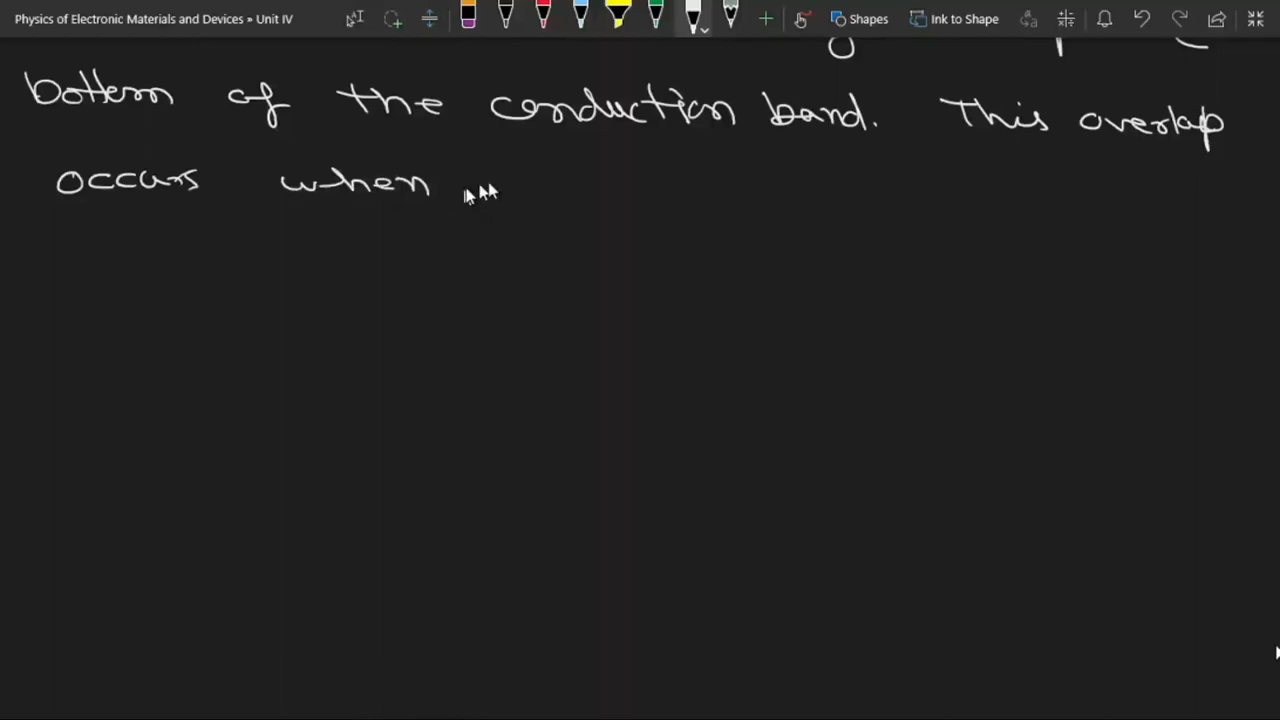 Physics of Electronic Materials and Devices » Unit IV
Shapes
Ink to Shape
bottom of the conduction band. This overlap
occurs when